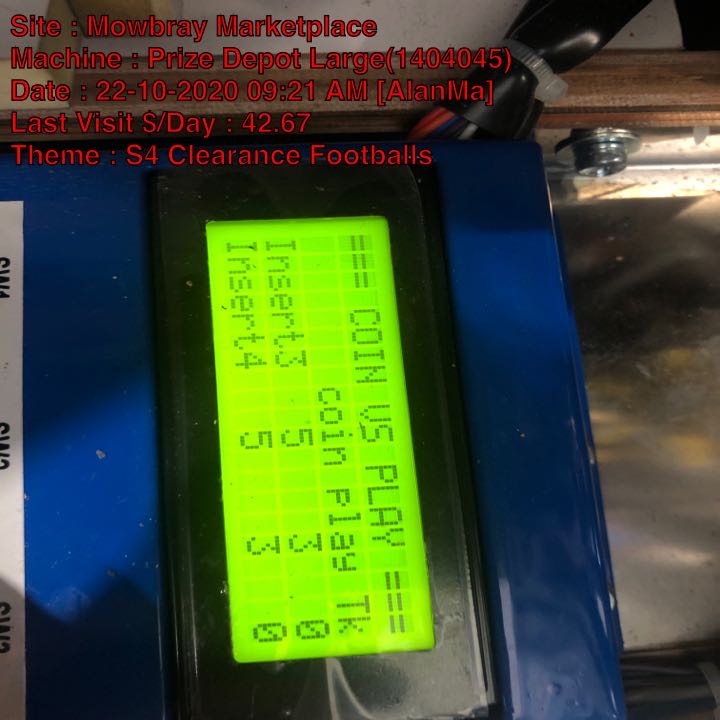 Site : Mowbray Marketplace
Machine : Prize Depot Large(1404045)
Date : 22-10-2020 09:21 AM [AlanMa]
Last Visit $/Day : 42.67
Theme : S4 Clearance Footballs
=== COIN VS PLAY ===
coin Play TK
Insert3 5 3 0
Insert4 5 3 0